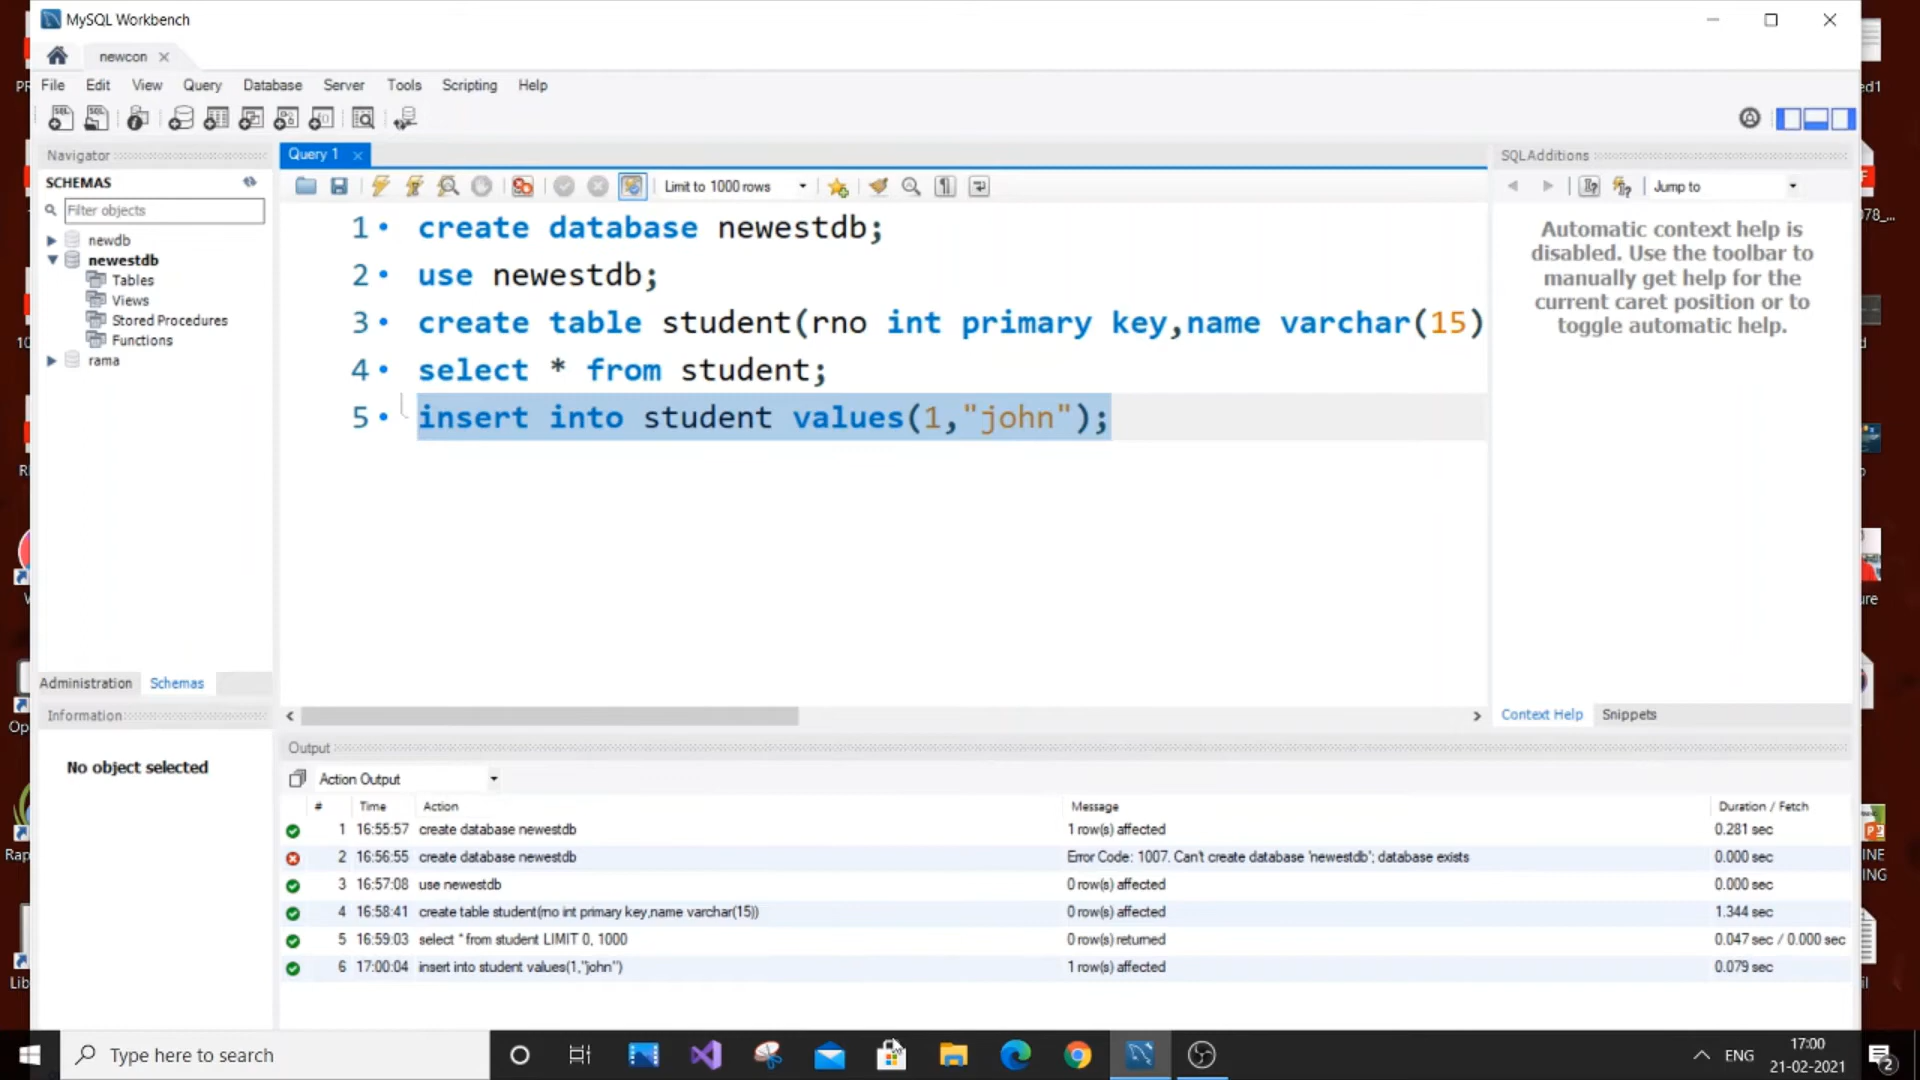 MySQL Workbench
newcon
File Edit View Query Database Server Tools Scripting Help
Navigator
SCHEMAS
Filter objects
newdb
newestdb
Tables
Views
Stored Procedures
Functions
rama
Administration Schemas
Information
No object selected
Query 1
Limit to 1000 rows
1 create database newestdb;
2 use newestdb;
3 create table student(rno int primary key,name varchar(15)
4 select * from student;
5 insert into student values(1,"john");
SQLAdditions
Jump to
Automatic context help is
disabled. Use the toolbar to
manually get help for the
current caret position or to
toggle automatic help.
Context Help Snippets
Output
Action Output
# Time Action Message Duration / Fetch
1 16:55:57 create database newestdb 1 row(s) affected 0.281 sec
2 16:56:55 create database newestdb Error Code: 1007. Can't create database 'newestdb'; database exists 0.000 sec
3 16:57:08 use newestdb 0 row(s) affected 0.000 sec
4 16:58:41 create table student(rno int primary key,name varchar(15)) 0 row(s) affected 1.344 sec
5 16:59:03 select * from student LIMIT 0, 1000 0 row(s) returned 0.047 sec / 0.000 sec
6 17:00:04 insert into student values(1,"john") 1 row(s) affected 0.079 sec
Type here to search
ENG
17:00
21-02-2021
2